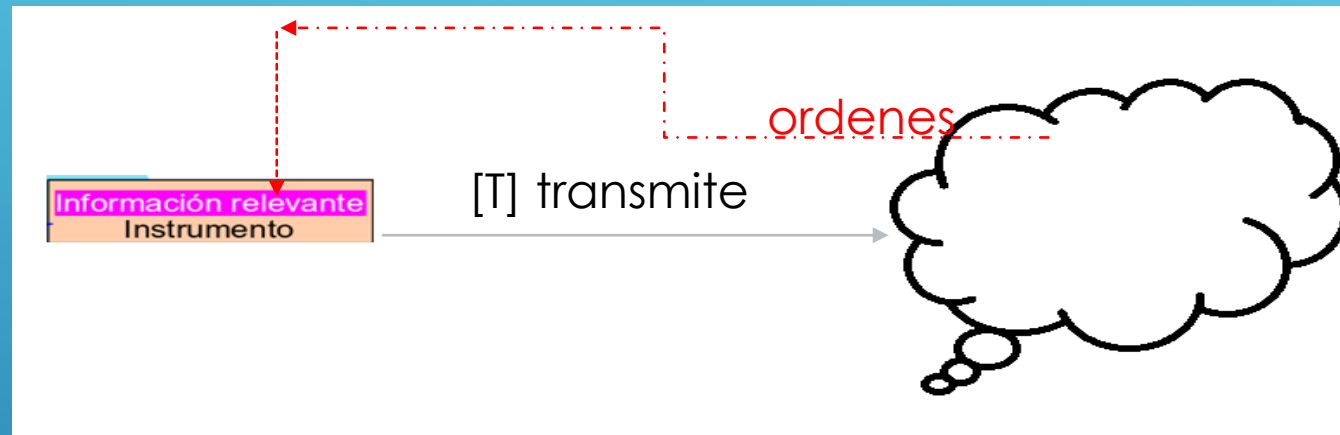 ordenes
[T] transmite
Información relevante
Instrumento